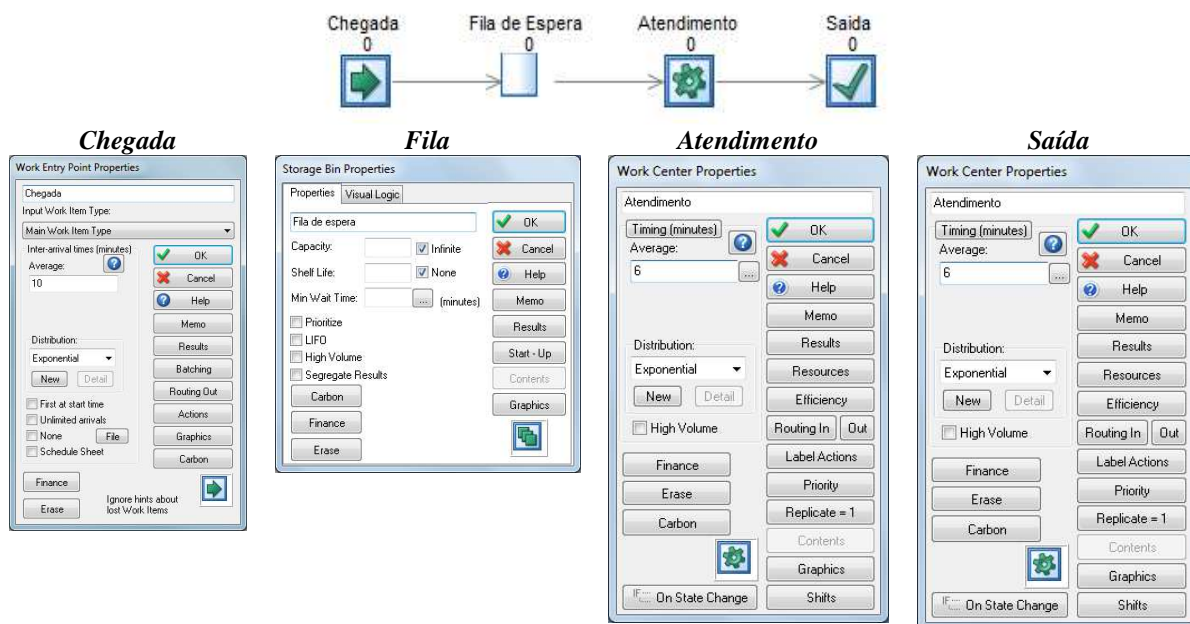 Chegada
0
Fila de Espera
0
Atendimento
0
Saida
0
Chegada
Fila
Atendimento
Saída
Work Entry Point Properties
Chegada
Input Work Item Type:
Main Work Item Type
Inter-arrival times (minutes)
Average:
10
Distribution:
Exponential
New
Detail
First at start time
Unlimited arrivals
None
File
Schedule Sheet
Finance
Erase
Ignore hints about
lost Work Items
OK
Cancel
Help
Memo
Results
Batching
Routing Out
Actions
Graphics
Carbon
Storage Bin Properties
Properties
Visual Logic
Fila de espera
Capacity:
Infinite
Shelf Life:
None
Min Wait Time:
...
(minutes)
Prioritize
LIFO
High Volume
Segregate Results
Carbon
Finance
Erase
OK
Cancel
Help
Memo
Results
Start - Up
Contents
Graphics
Work Center Properties
Atendimento
Timing (minutes)
Average:
6
...
Distribution:
Exponential
New
Detail
High Volume
Finance
Erase
Carbon
IF
On State Change
OK
Cancel
Help
Memo
Results
Resources
Efficiency
Routing In
Out
Label Actions
Priority
Replicate = 1
Contents
Graphics
Shifts
Work Center Properties
Atendimento
Timing (minutes)
Average:
6
...
Distribution:
Exponential
New
Detail
High Volume
Finance
Erase
Carbon
IF
On State Change
OK
Cancel
Help
Memo
Results
Resources
Efficiency
Routing In
Out
Label Actions
Priority
Replicate = 1
Contents
Graphics
Shifts